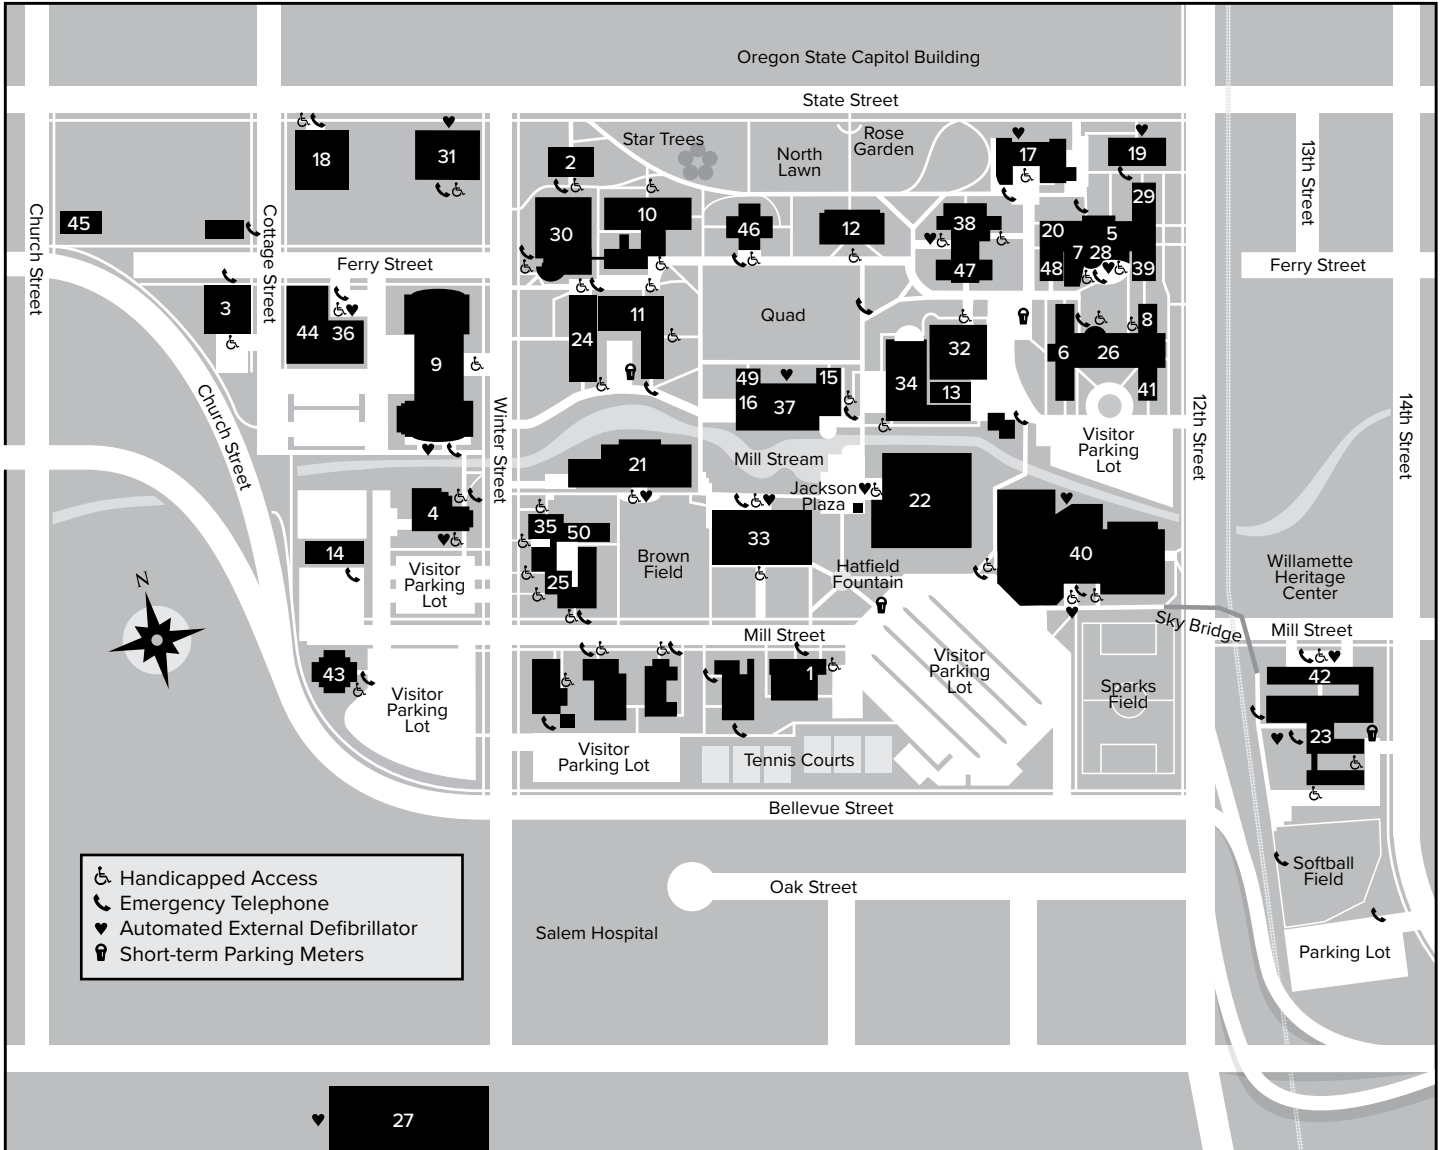 Oregon State Capitol Building
State Street
Star Trees
Rose
Garden
North
Lawn
18
31
2
17
19
13th Street
29
45
Church Street
Cottage Street
10
30
46
12
38
20
5
7
28
47
48
39
Ferry Street
Ferry Street
3
44
36
9
24
11
Quad
32
34
13
6
26
8
41
49
16
37
15
Church Street
Winter Street
12th Street
14th Street
Visitor
Parking
Lot
21
Mill Stream
Jackson
Plaza
22
4
35
50
25
14
33
40
Brown
Field
Hatfield
Fountain
Visitor
Parking
Lot
Willamette
Heritage
Center
N
Mill Street
Sky Bridge
Mill Street
43
1
Visitor
Parking
Lot
Visitor
Parking
Lot
Sparks
Field
42
23
Visitor
Parking Lot
Tennis Courts
Bellevue Street
Softball
Field
Handicapped Access
Emergency Telephone
Automated External Defibrillator
Short-term Parking Meters
Oak Street
Salem Hospital
Parking Lot
27